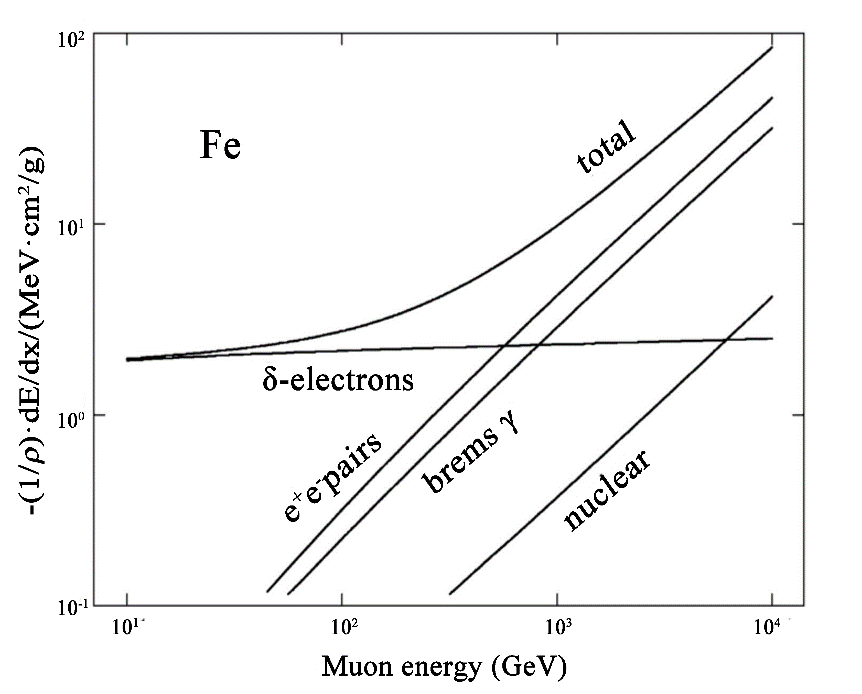 10²
Fe
total
10¹
-(1/ρ)·dE/dx/(MeV·cm²/g)
δ-electrons
10⁰
e⁺e⁻pairs
brems γ
nuclear
10⁻¹
10¹ 10² 10³ 10⁴
Muon energy (GeV)